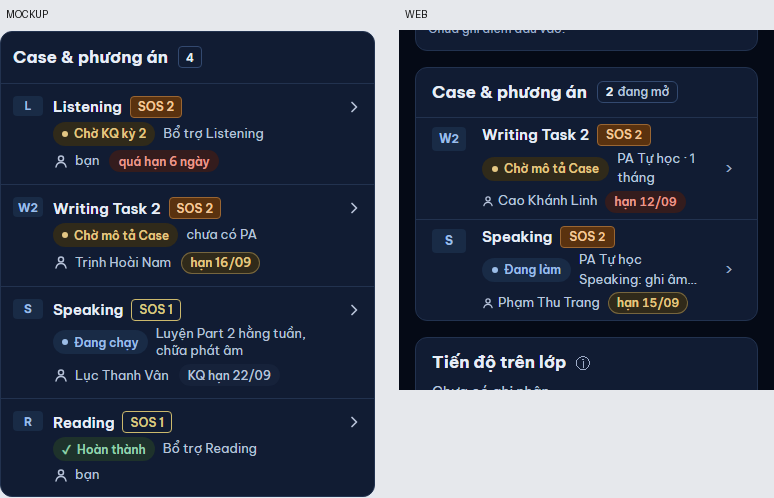 MOCKUP
Case & phương án 4
L Listening SOS 2
Chờ KQ kỳ 2 Bổ trợ Listening
bạn quá hạn 6 ngày
W2 Writing Task 2 SOS 2
Chờ mô tả Case chưa có PA
Trịnh Hoài Nam hạn 16/09
S Speaking SOS 1
Đang chạy Luyện Part 2 hằng tuần,
chữa phát âm
Lục Thanh Vân KQ hạn 22/09
R Reading SOS 1
✓ Hoàn thành Bổ trợ Reading
bạn
WEB
Case & phương án 2 đang mở
W2 Writing Task 2 SOS 2
Chờ mô tả Case PA Tự học · 1
tháng
Cao Khánh Linh hạn 12/09
S Speaking SOS 2
Đang làm PA Tự học
Speaking: ghi âm...
Phạm Thu Trang hạn 15/09
Tiến độ trên lớp